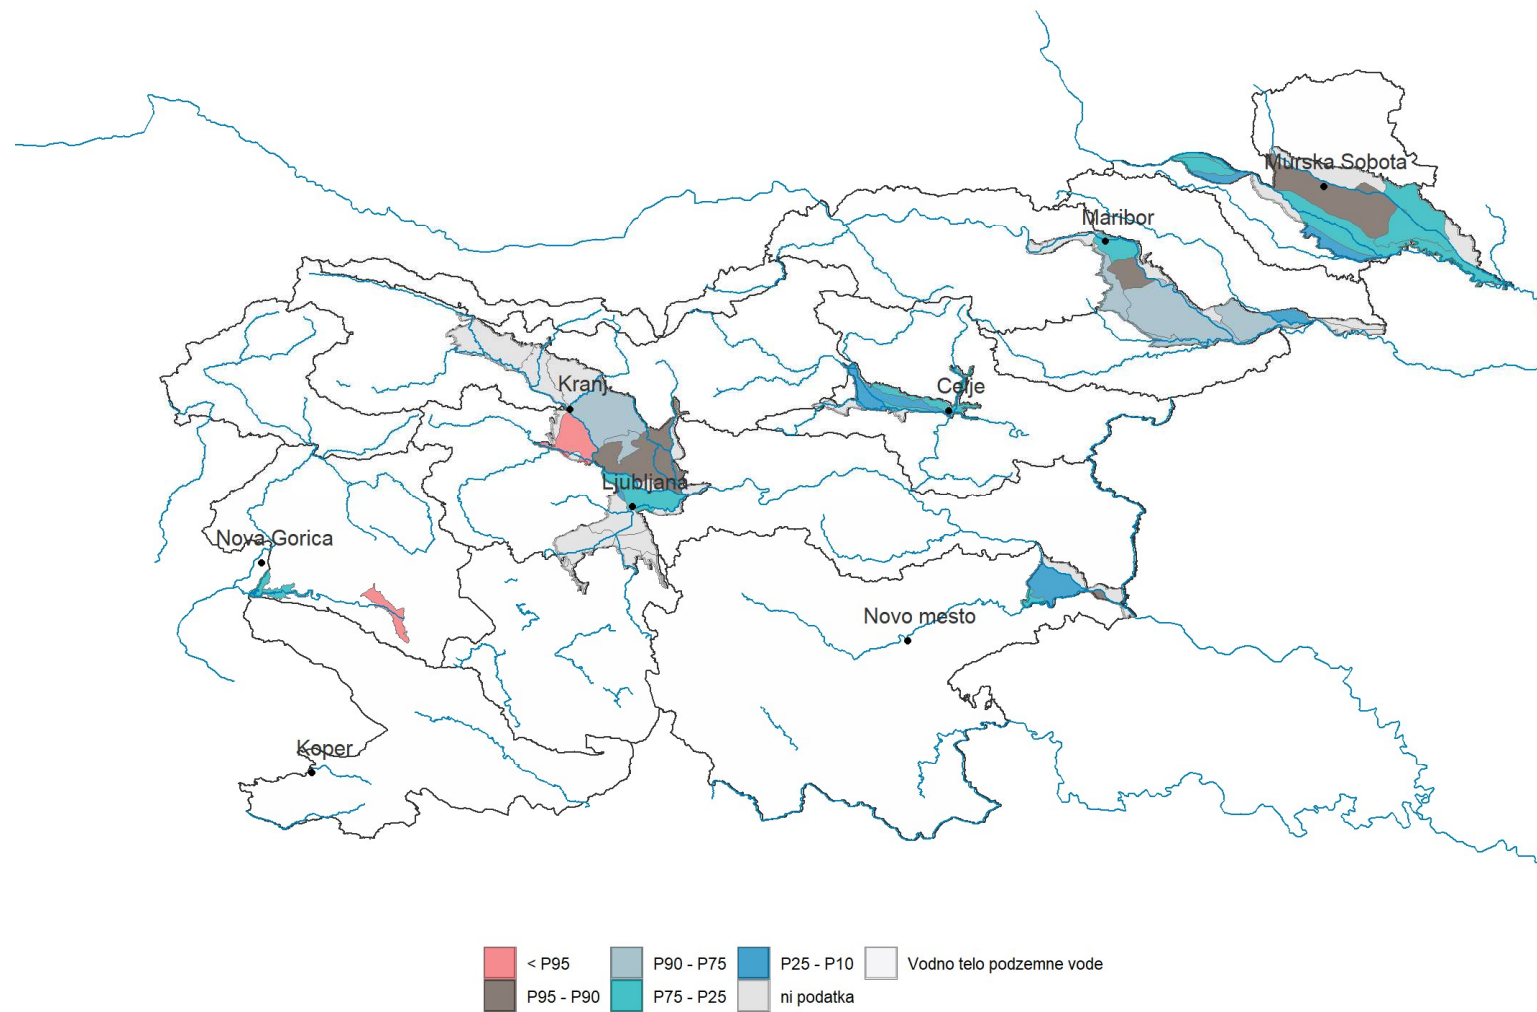 Murska Sobota
Maribor
Kranj
Celje
Ljubljana
Nova Gorica
Novo mesto
Koper
< P95
P90 - P75
P25 - P10
Vodno telo podzemne vode
P95 - P90
P75 - P25
ni podatka